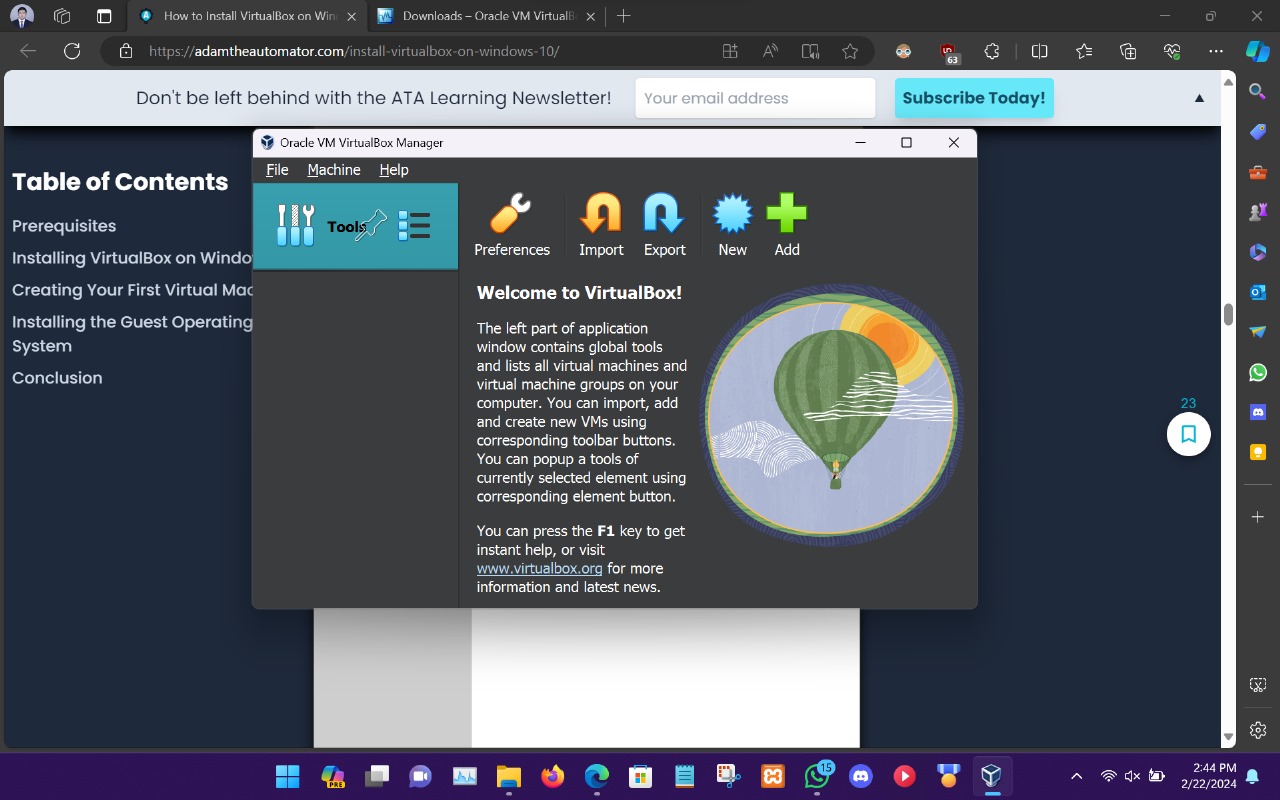 How to Install VirtualBox on Win
Downloads – Oracle VM VirtualB
https://adamtheautomator.com/install-virtualbox-on-windows-10/
63
Don't be left behind with the ATA Learning Newsletter!
Your email address
Subscribe Today!
Table of Contents
Prerequisites
Installing VirtualBox on Windo
Creating Your First Virtual Mac
Installing the Guest Operating
System
Conclusion
Oracle VM VirtualBox Manager
File Machine Help
Tools
Preferences
Import
Export
New
Add
Welcome to VirtualBox!
The left part of application
window contains global tools
and lists all virtual machines and
virtual machine groups on your
computer. You can import, add
and create new VMs using
corresponding toolbar buttons.
You can popup a tools of
currently selected element using
corresponding element button.
You can press the F1 key to get
instant help, or visit
www.virtualbox.org for more
information and latest news.
23
PRE
15
2:44 PM
2/22/2024